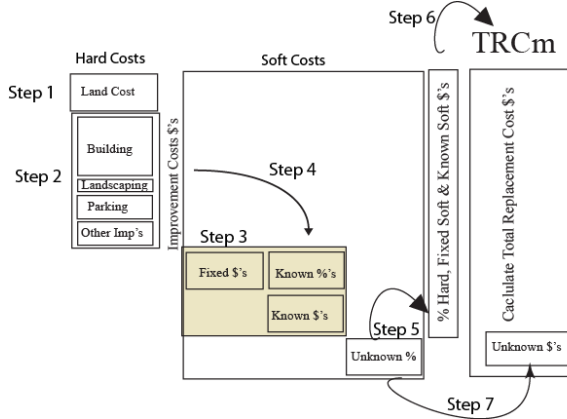 Step 6
TRCm
Hard Costs
Soft Costs
Step 1
Land Cost
Step 2
Building
Landscaping
Parking
Other Imp's
Improvement Costs $'s
Step 4
Step 3
Fixed $'s
Known %'s
Known $'s
Step 5
Unknown %
% Hard, Fixed Soft & Known Soft $'s
Caclulate Total Replacement Cost $'s
Unknown $'s
Step 7